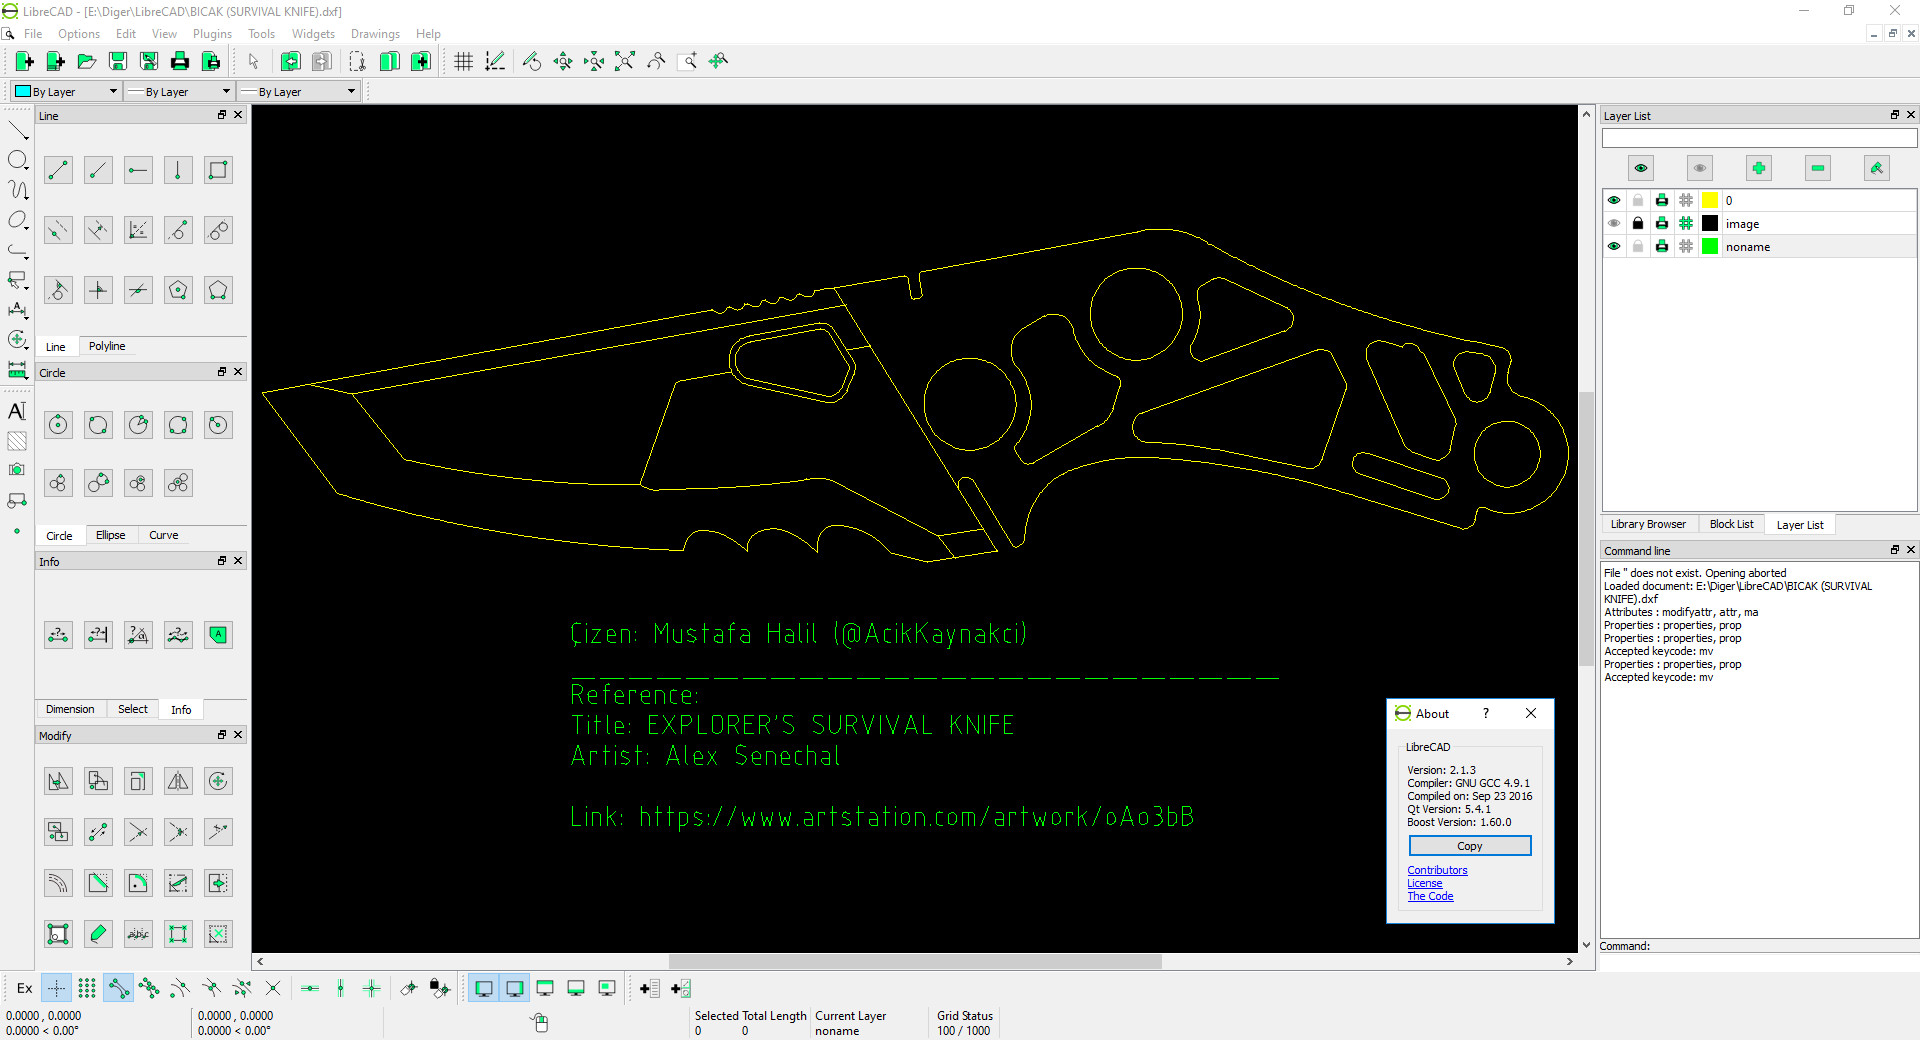 LibreCAD - [E:\Diger\LibreCAD\BICAK (SURVIVAL KNIFE).dxf]
File Options Edit View Plugins Tools Widgets Drawings Help
By Layer By Layer By Layer
Line
Line Polyline
Circle
Circle Ellipse Curve
Info
Dimension Select Info
Modify
Çizen: Mustafa Halil (@AcikKaynakci)
Reference:
Title: EXPLORER'S SURVIVAL KNIFE
Artist: Alex Senechal
Link: https://www.artstation.com/artwork/oAo3bB
About ?
LibreCAD
Version: 2.1.3
Compiler: GNU GCC 4.9.1
Compiled on: Sep 23 2016
Qt Version: 5.4.1
Boost Version: 1.60.0
Copy
Contributors
License
The Code
Layer List
0
image
noname
Library Browser Block List Layer List
Command line
File '' does not exist. Opening aborted
Loaded document: E:\Diger\LibreCAD\BICAK (SURVIVAL
KNIFE).dxf
Attributes : modifyattr, attr, ma
Properties : properties, prop
Properties : properties, prop
Accepted keycode: mv
Properties : properties, prop
Accepted keycode: mv
Command:
Ex
0.0000 , 0.0000 0.0000 , 0.0000 Selected Total Length Current Layer Grid Status
0.0000 < 0.00° 0.0000 < 0.00° 0 0 noname 100 / 1000